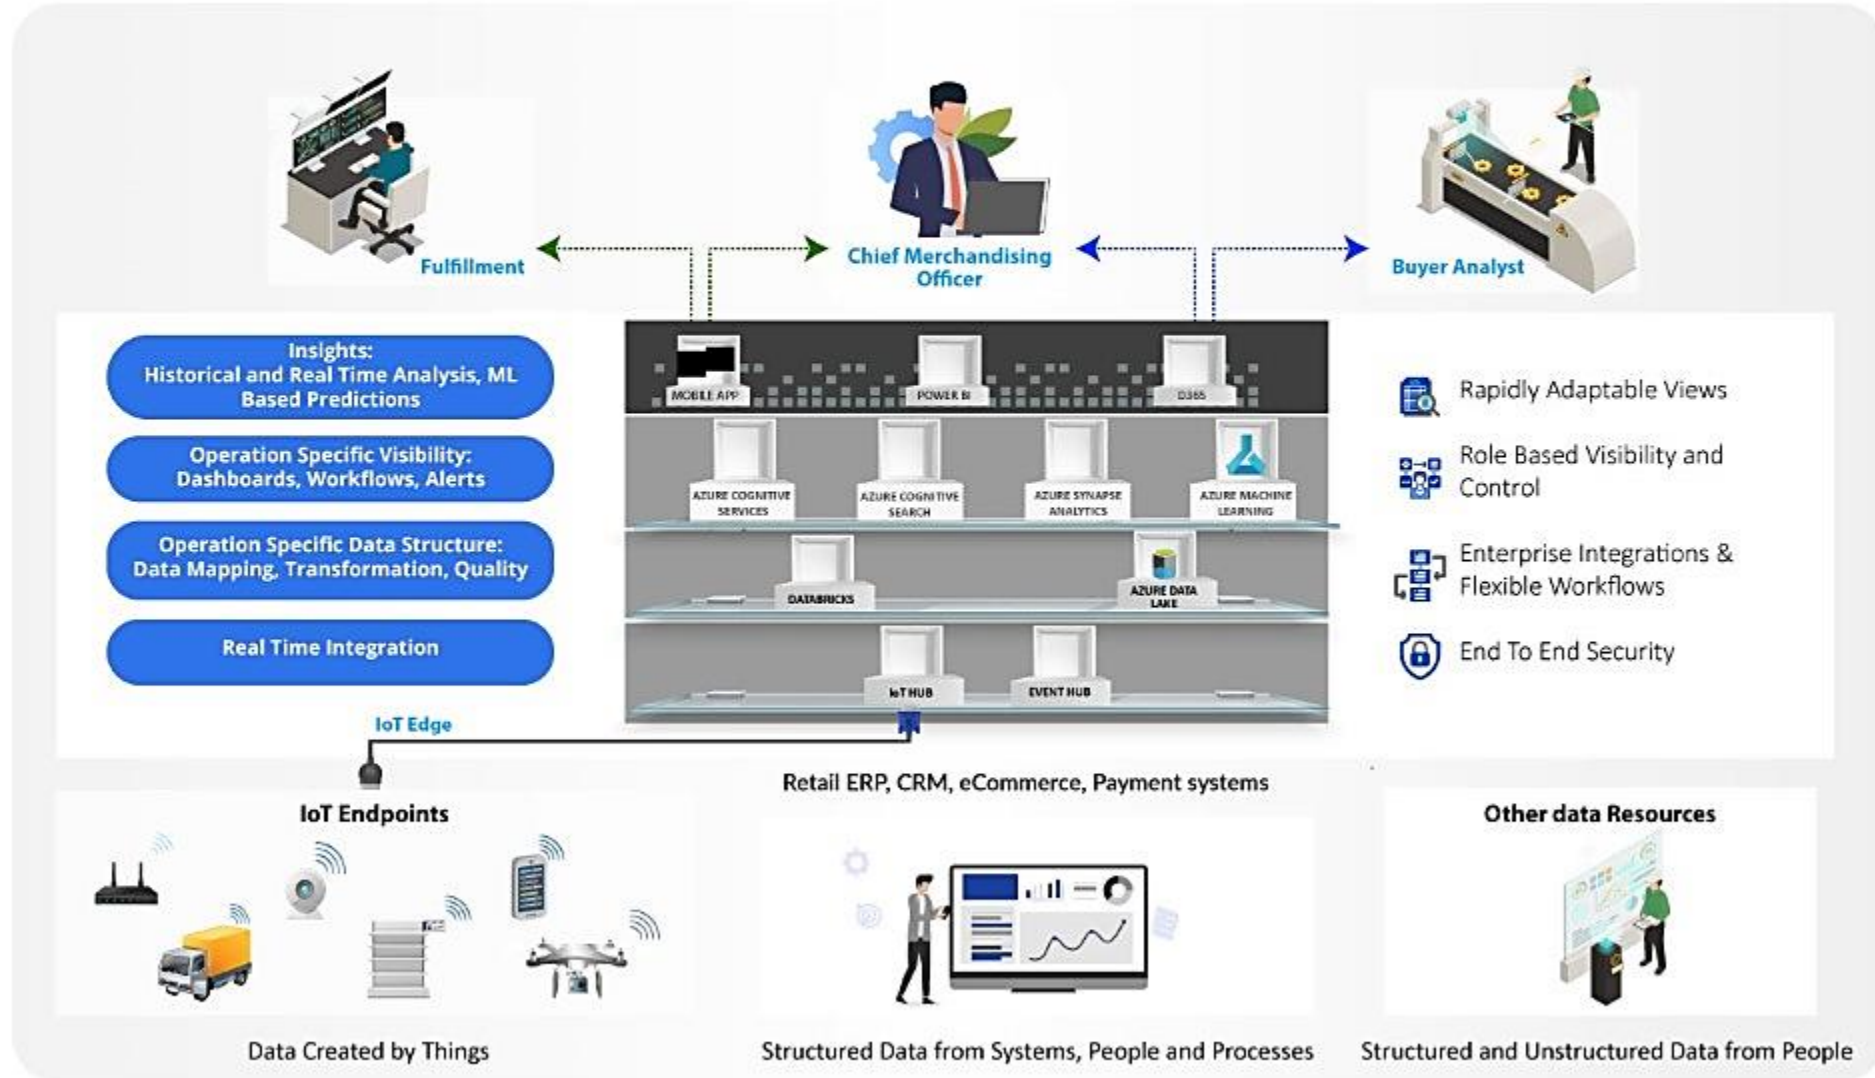 Fulfillment
Chief Merchandising
Officer
Buyer Analyst
Insights:
Historical and Real Time Analysis, ML
Based Predictions
Operation Specific Visibility:
Dashboards, Workflows, Alerts
Operation Specific Data Structure:
Data Mapping, Transformation, Quality
Real Time Integration
MOBILE APP
POWER BI
D365
AZURE COGNITIVE
SERVICES
AZURE COGNITIVE
SEARCH
AZURE SYNAPSE
ANALYTICS
AZURE MACHINE
LEARNING
DATABRICKS
AZURE DATA
LAKE
IoT HUB
EVENT HUB
Rapidly Adaptable Views
Role Based Visibility and
Control
Enterprise Integrations &
Flexible Workflows
End To End Security
IoT Edge
IoT Endpoints
Data Created by Things
Retail ERP, CRM, eCommerce, Payment systems
Structured Data from Systems, People and Processes
Other data Resources
Structured and Unstructured Data from People